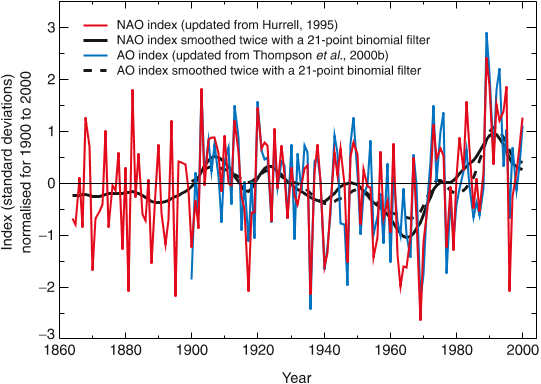 NAO index (updated from Hurrell, 1995)
NAO index smoothed twice with a 21-point binomial filter
AO index (updated from Thompson et al., 2000b)
AO index smoothed twice with a 21-point binomial filter
Index (standard deviations)
normalised for 1900 to 2000
3
2
1
0
−1
−2
−3
1860 1880 1900 1920 1940 1960 1980 2000
Year